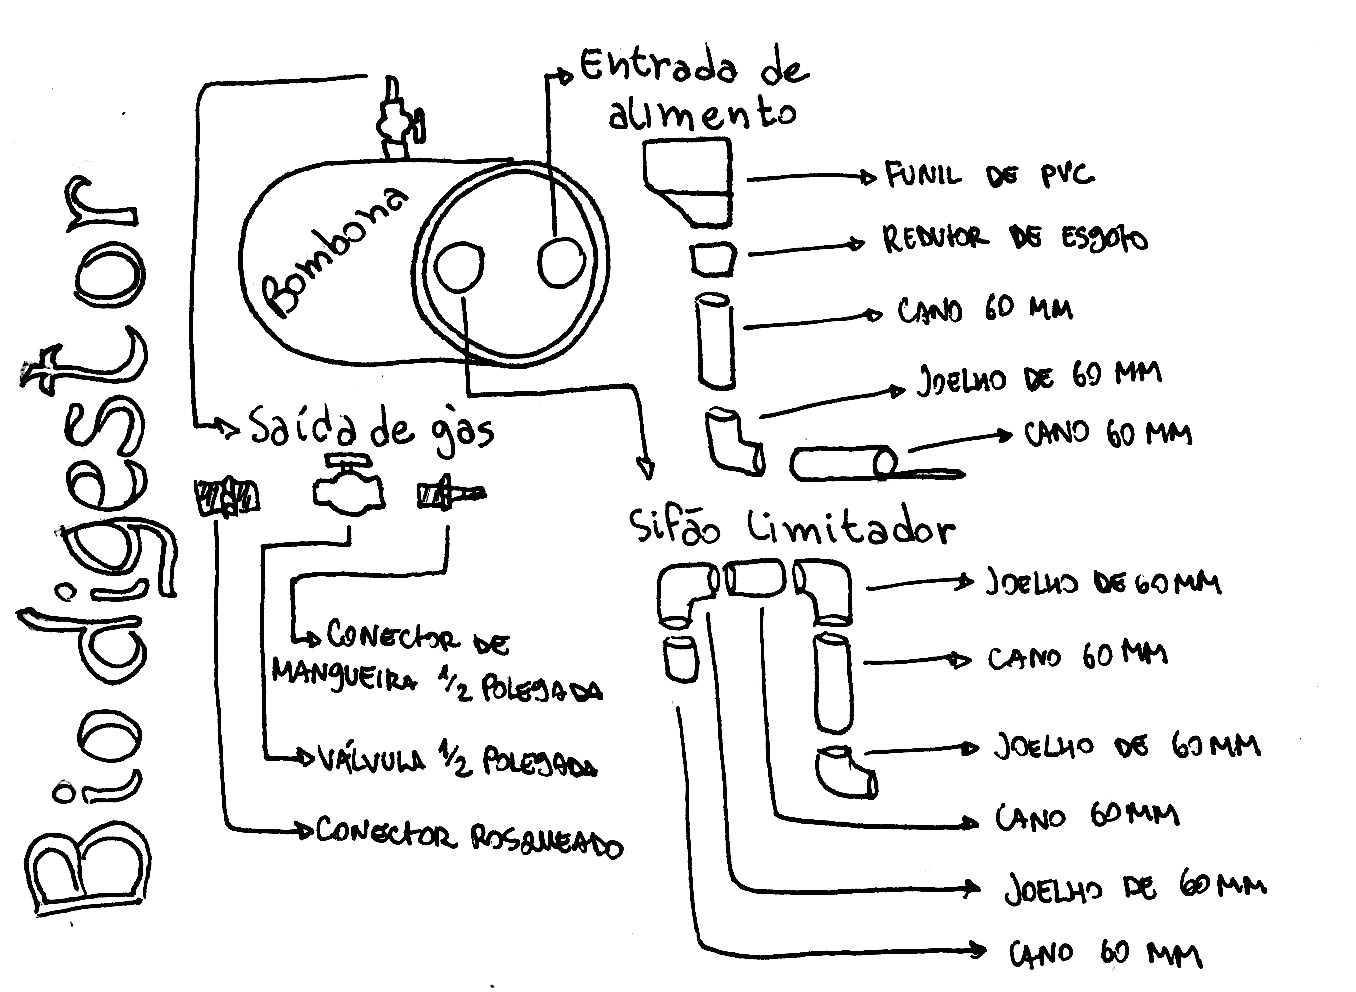 Biodigestor
Bombona
Entrada de
alimento
FUNIL DE PVC
REDUTOR DE ESGOTO
CANO 60 MM
JOELHO DE 60 MM
CANO 60 MM
Saída de gàs
CONECTOR DE
MANGUEIRA 1/2 POLEGADA
VÁLVULA 1/2 POLEGADA
CONECTOR ROSQUEADO
Sifão Limitador
JOELHO DE 60MM
CANO 60 MM
JOELHO DE 60MM
CANO 60MM
JOELHO DE 60MM
CANO 60 MM